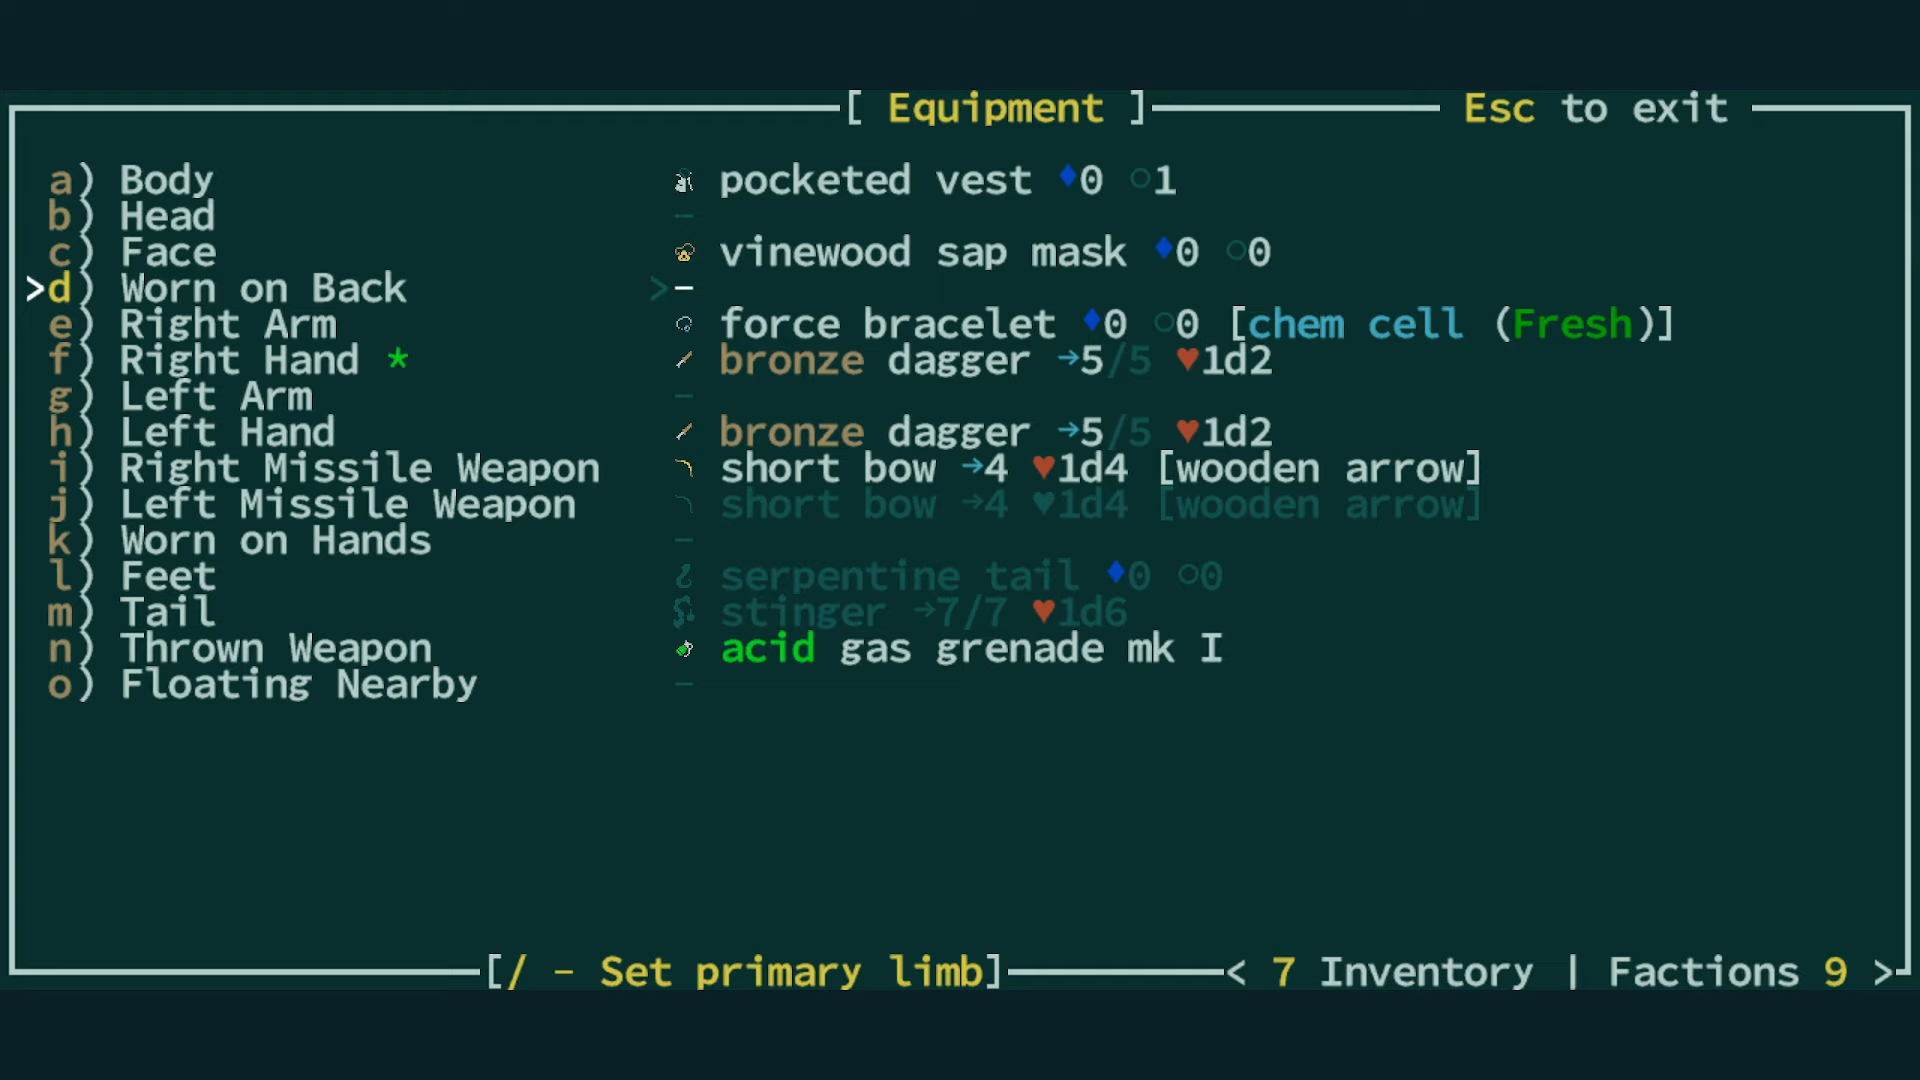 [ Equipment ] Esc to exit
a) Body pocketed vest ♦0 ○1
b) Head -
c) Face vinewood sap mask ♦0 ○0
>d) Worn on Back >-
e) Right Arm force bracelet ♦0 ○0 [chem cell (Fresh)]
f) Right Hand * bronze dagger →5/5 ♥1d2
g) Left Arm -
h) Left Hand bronze dagger →5/5 ♥1d2
i) Right Missile Weapon short bow →4 ♥1d4 [wooden arrow]
j) Left Missile Weapon short bow →4 ♥1d4 [wooden arrow]
k) Worn on Hands -
l) Feet serpentine tail ♦0 ○0
m) Tail stinger →7/7 ♥1d6
n) Thrown Weapon acid gas grenade mk I
o) Floating Nearby -
[/ - Set primary limb] < 7 Inventory | Factions 9 >